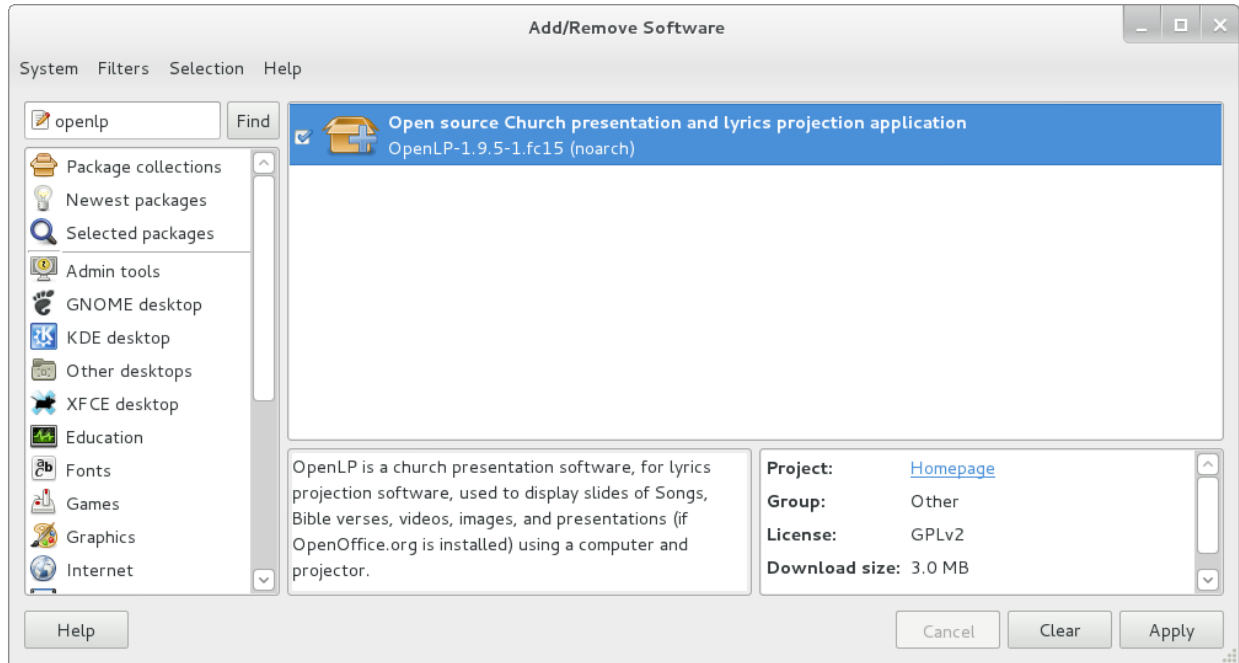 Add/Remove Software
System Filters Selection Help
openlp
Find
Package collections
Newest packages
Selected packages
Admin tools
GNOME desktop
KDE desktop
Other desktops
XFCE desktop
Education
Fonts
Games
Graphics
Internet
Open source Church presentation and lyrics projection application
OpenLP-1.9.5-1.fc15 (noarch)
OpenLP is a church presentation software, for lyrics
projection software, used to display slides of Songs,
Bible verses, videos, images, and presentations (if
OpenOffice.org is installed) using a computer and
projector.
Project: Homepage
Group: Other
License: GPLv2
Download size: 3.0 MB
Help
Cancel
Clear
Apply